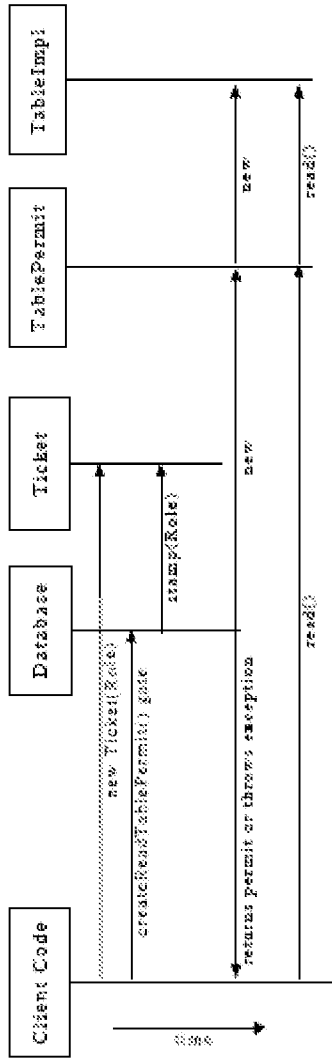 Client Code
Database
Ticket
TablePermit
TableImpl
new Ticket(Role)
createReadTablePermit() gate
stamp(Role)
returns permit or throws exception
new
new
read()
read()
time